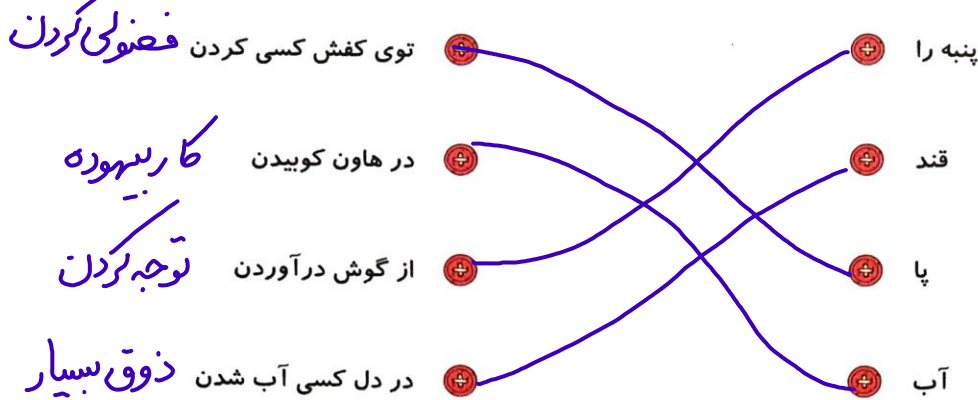 پنبه را توی کفش کسی کردن فضولی کردن
قند در هاون کوبیدن کار بیهوده
پا از گوش درآوردن توجه کردن
آب در دل کسی آب شدن ذوق بسیار